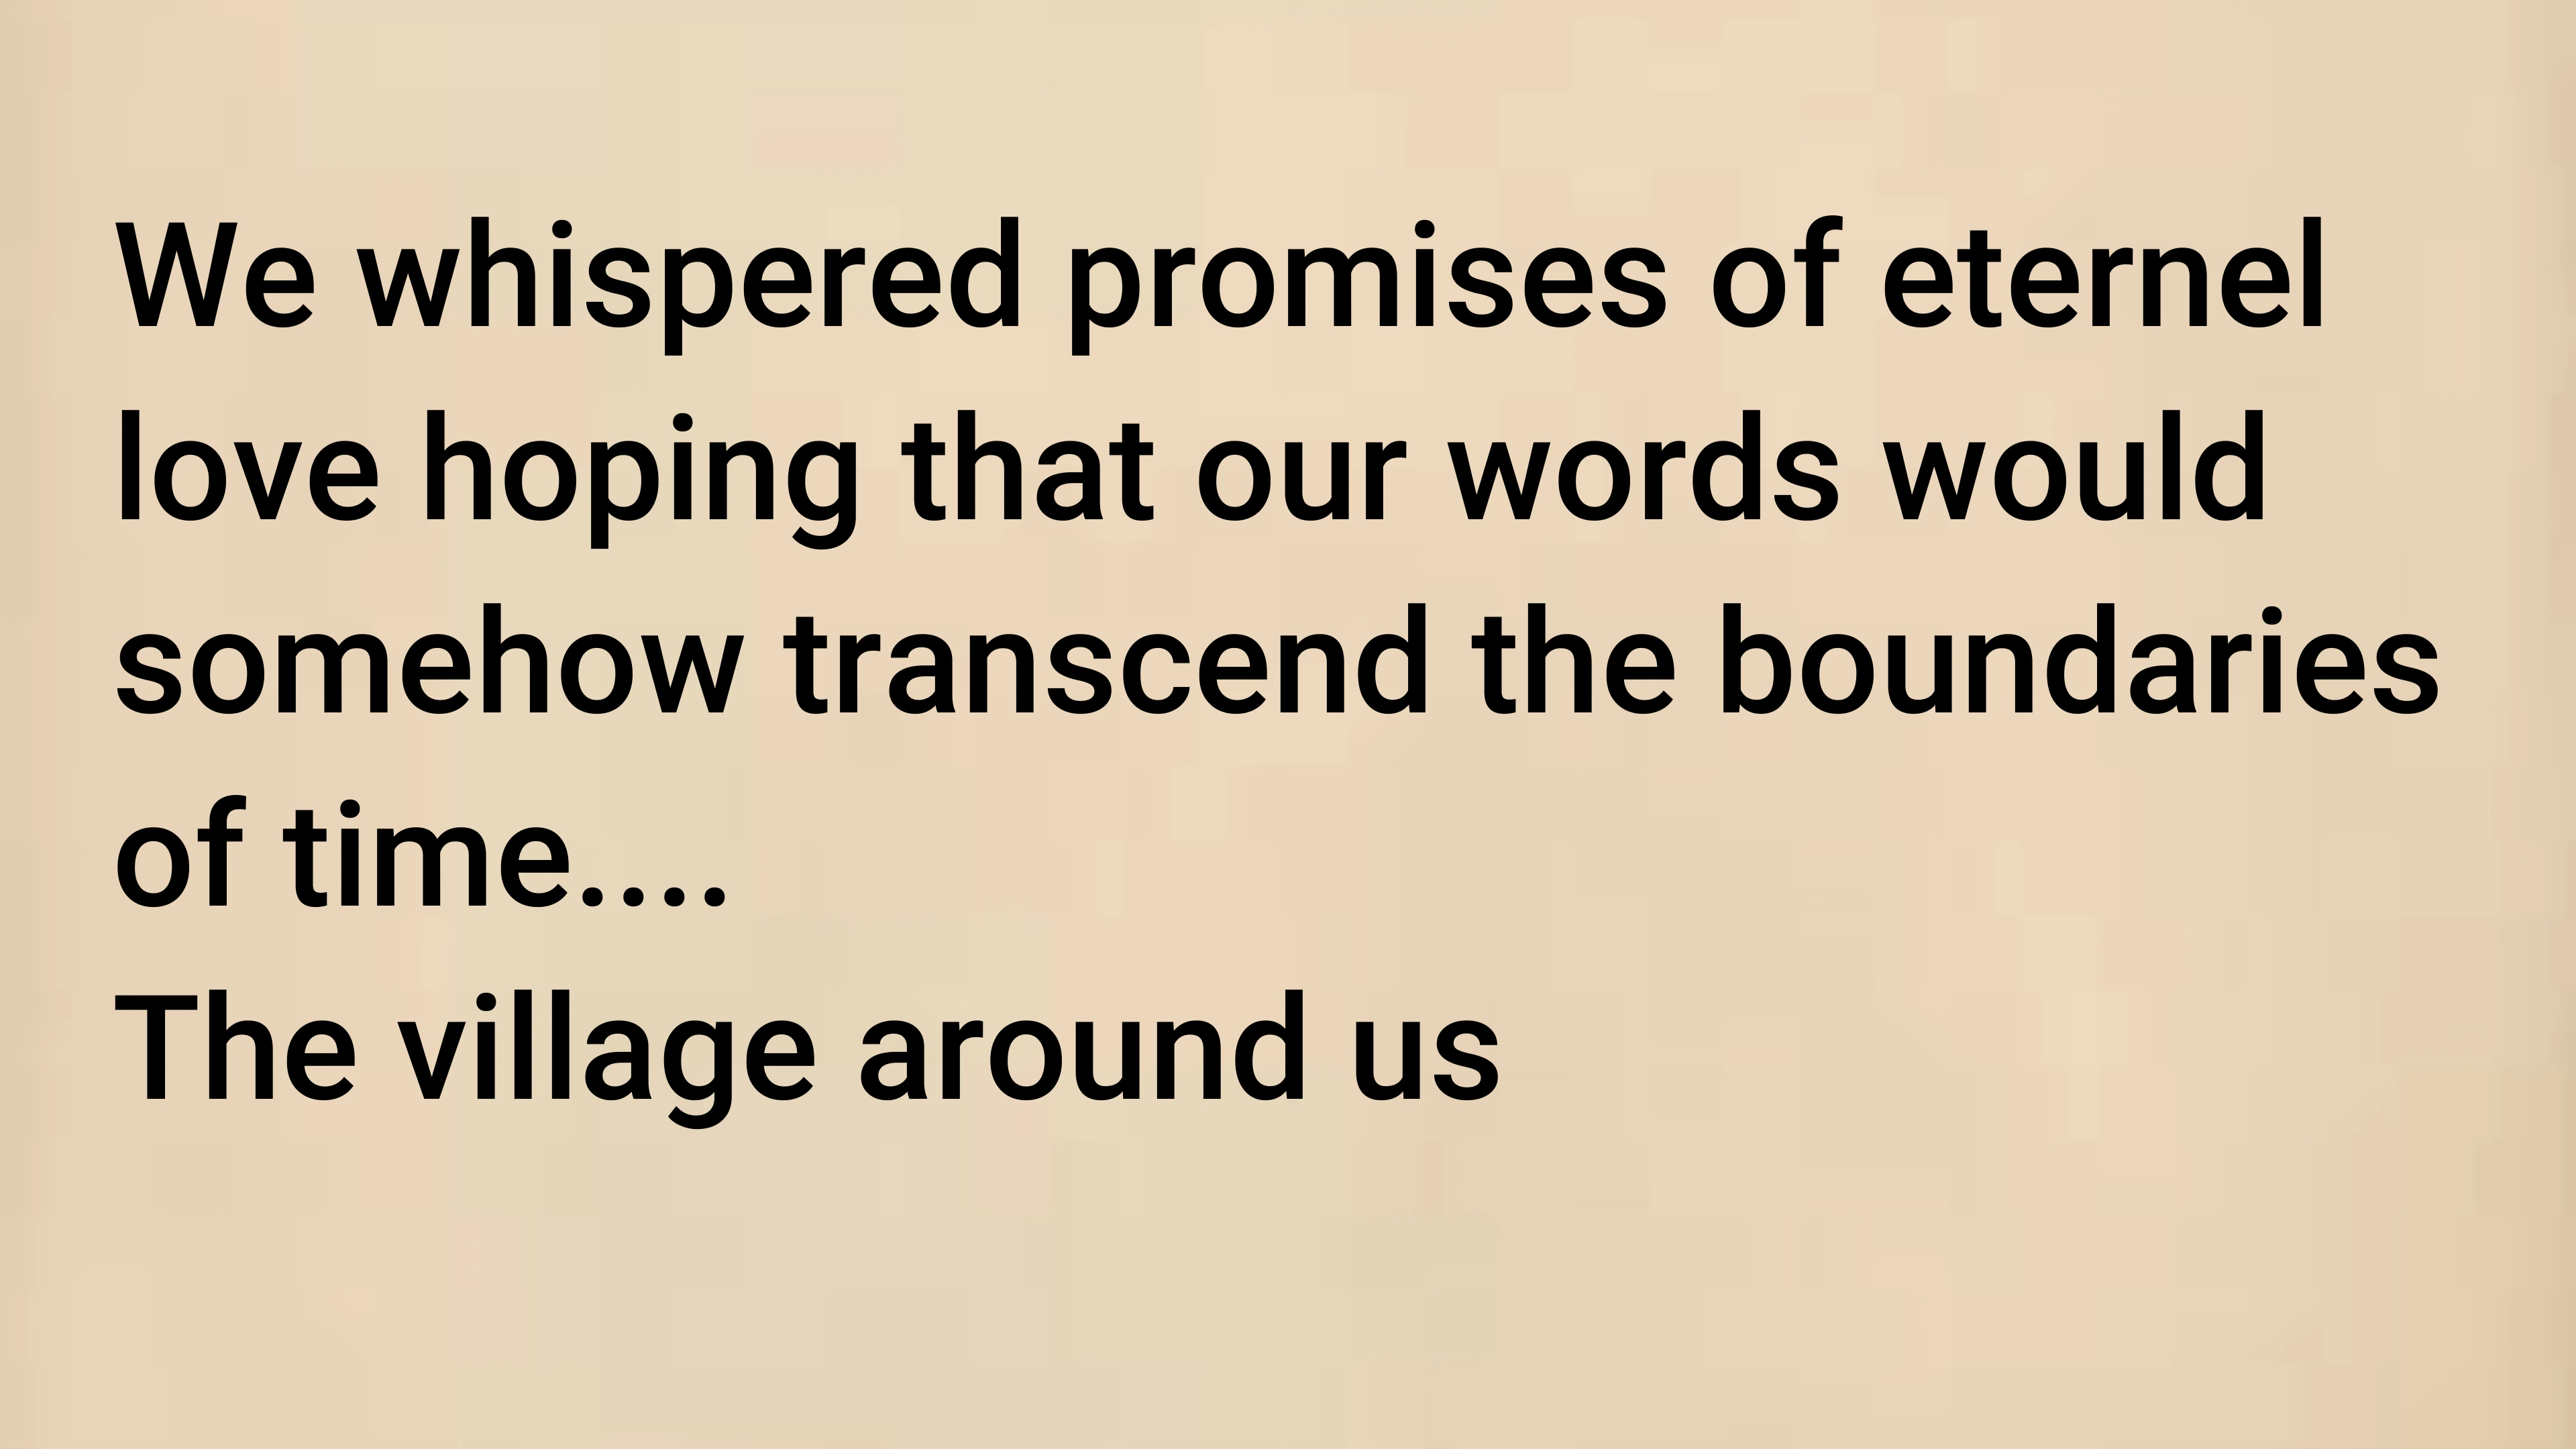 We whispered promises of eternel
love hoping that our words would
somehow transcend the boundaries
of time....
The village around us